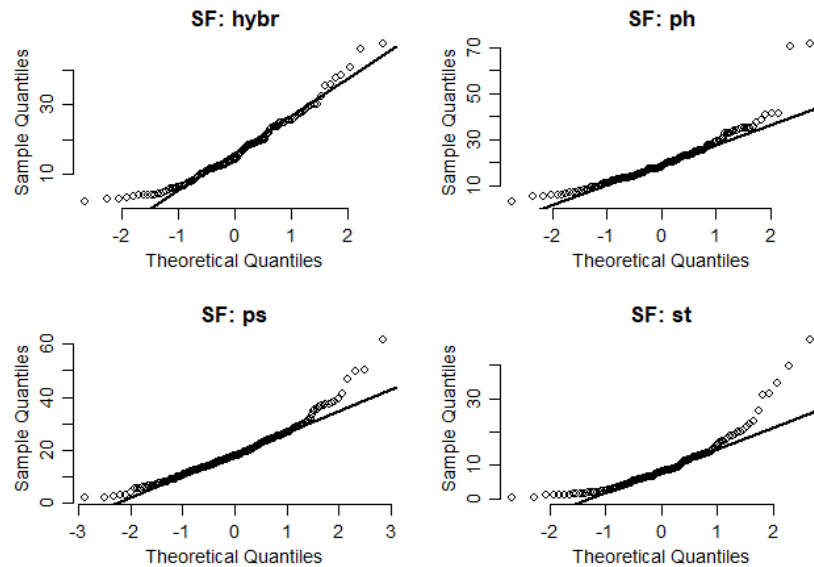 SF: hybr
Sample Quantiles
10
30
-2
-1
0
1
2
Theoretical Quantiles
SF: ph
Sample Quantiles
10
30
50
70
-2
-1
0
1
2
Theoretical Quantiles
SF: ps
Sample Quantiles
0
20
40
60
-3
-2
-1
0
1
2
3
Theoretical Quantiles
SF: st
Sample Quantiles
0
10
30
-2
-1
0
1
2
Theoretical Quantiles